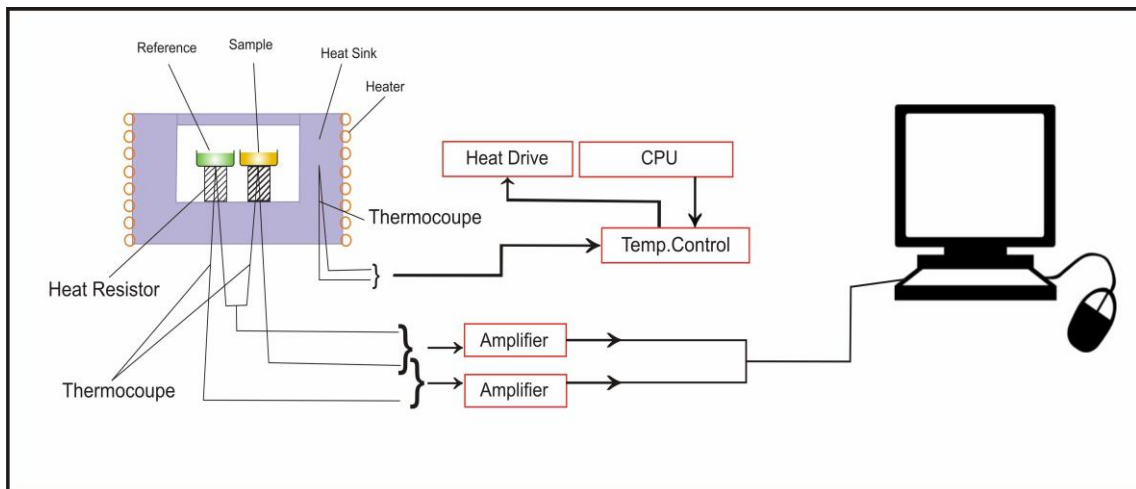 Reference
Sample
Heat Sink
Heater
Heat Drive
CPU
Thermocoupe
Temp.Control
Heat Resistor
Amplifier
Thermocoupe
Amplifier